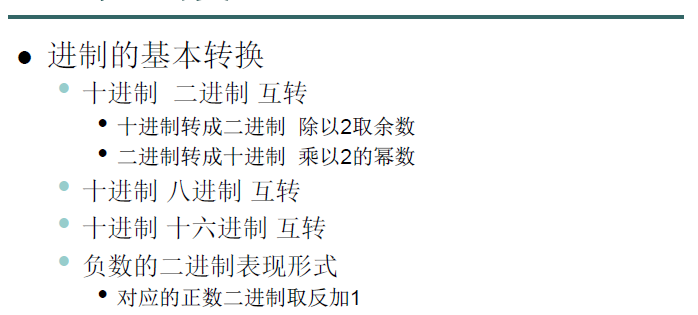 进制的基本转换
十进制 二进制 互转
十进制转成二进制 除以2取余数
二进制转成十进制 乘以2的幂数
十进制 八进制 互转
十进制 十六进制 互转
负数的二进制表现形式
对应的正数二进制取反加1